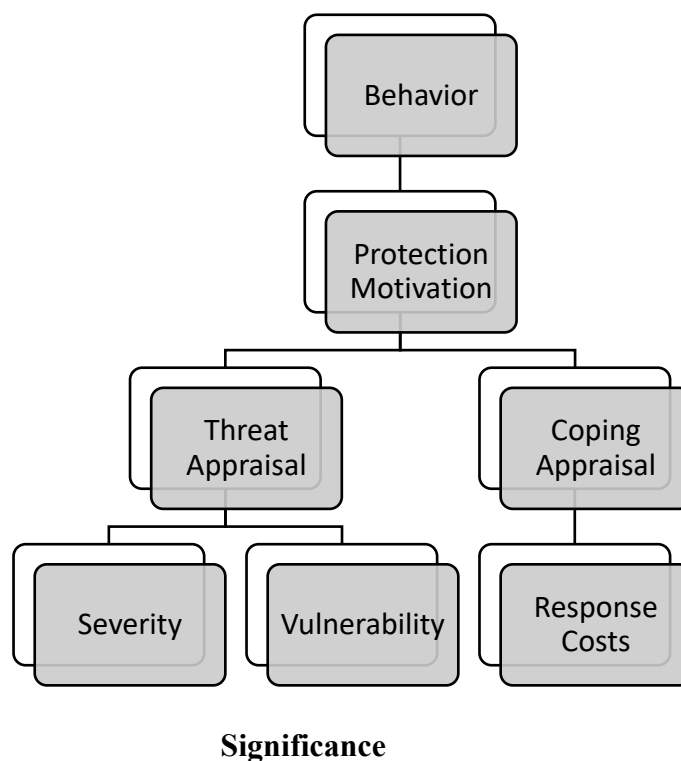 Behavior
Protection
Motivation
Threat
Appraisal
Coping
Appraisal
Severity
Vulnerability
Response
Costs
Significance